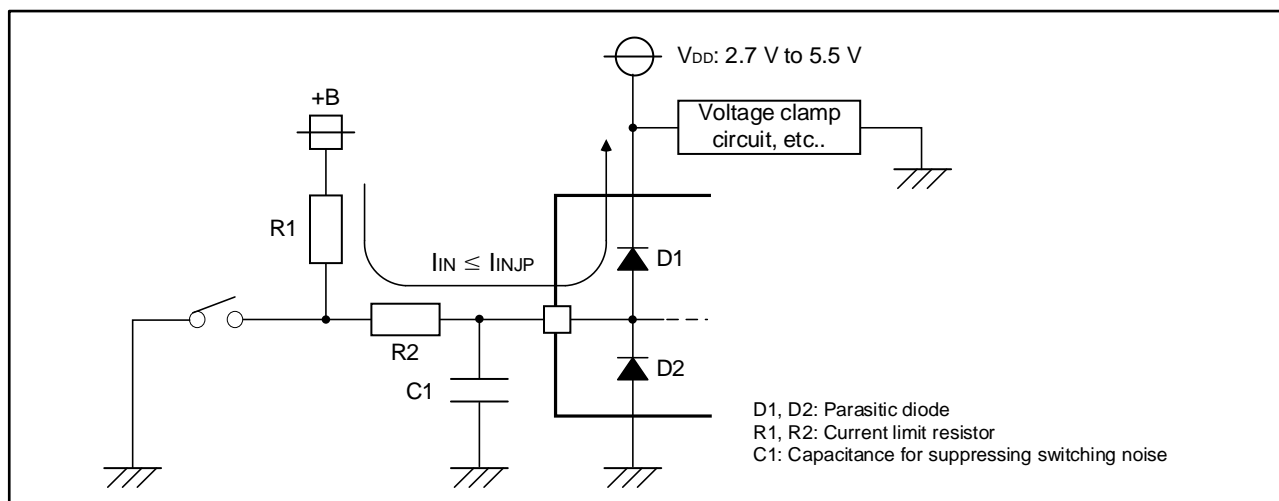 VDD: 2.7 V to 5.5 V
+B
Voltage clamp
circuit, etc..
R1
IIN ≤ IINJP
D1
R2
D2
C1
D1, D2: Parasitic diode
R1, R2: Current limit resistor
C1: Capacitance for suppressing switching noise